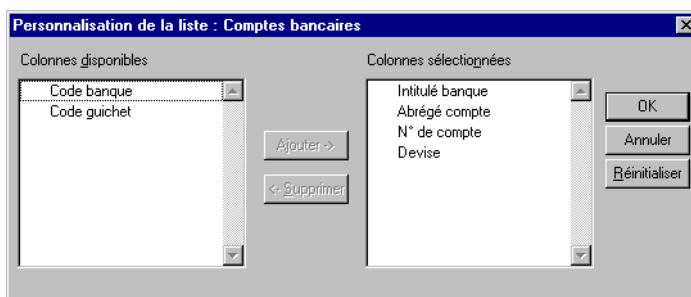 Personnalisation de la liste : Comptes bancaires
Colonnes disponibles
Code banque
Code guichet
Ajouter ->
<- Supprimer
Colonnes sélectionnées
Intitulé banque
Abrégé compte
N° de compte
Devise
OK
Annuler
Réinitialiser